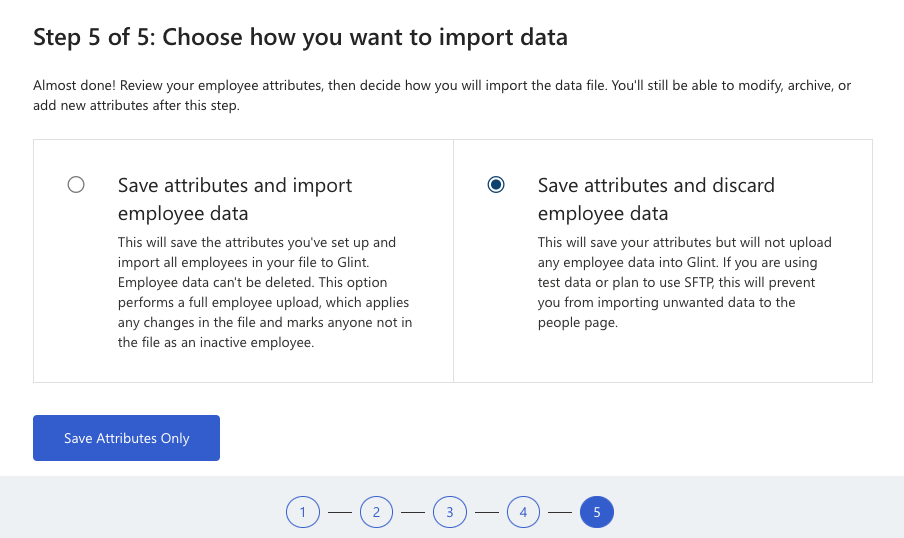 Step 5 of 5: Choose how you want to import data
Almost done! Review your employee attributes, then decide how you will import the data file. You'll still be able to modify, archive, or
add new attributes after this step.
Save attributes and import
employee data
This will save the attributes you've set up and
import all employees in your file to Glint.
Employee data can't be deleted. This option
performs a full employee upload, which applies
any changes in the file and marks anyone not in
the file as an inactive employee.
Save attributes and discard
employee data
This will save your attributes but will not upload
any employee data into Glint. If you are using
test data or plan to use SFTP, this will prevent
you from importing unwanted data to the
people page.
Save Attributes Only
1 2 3 4 5